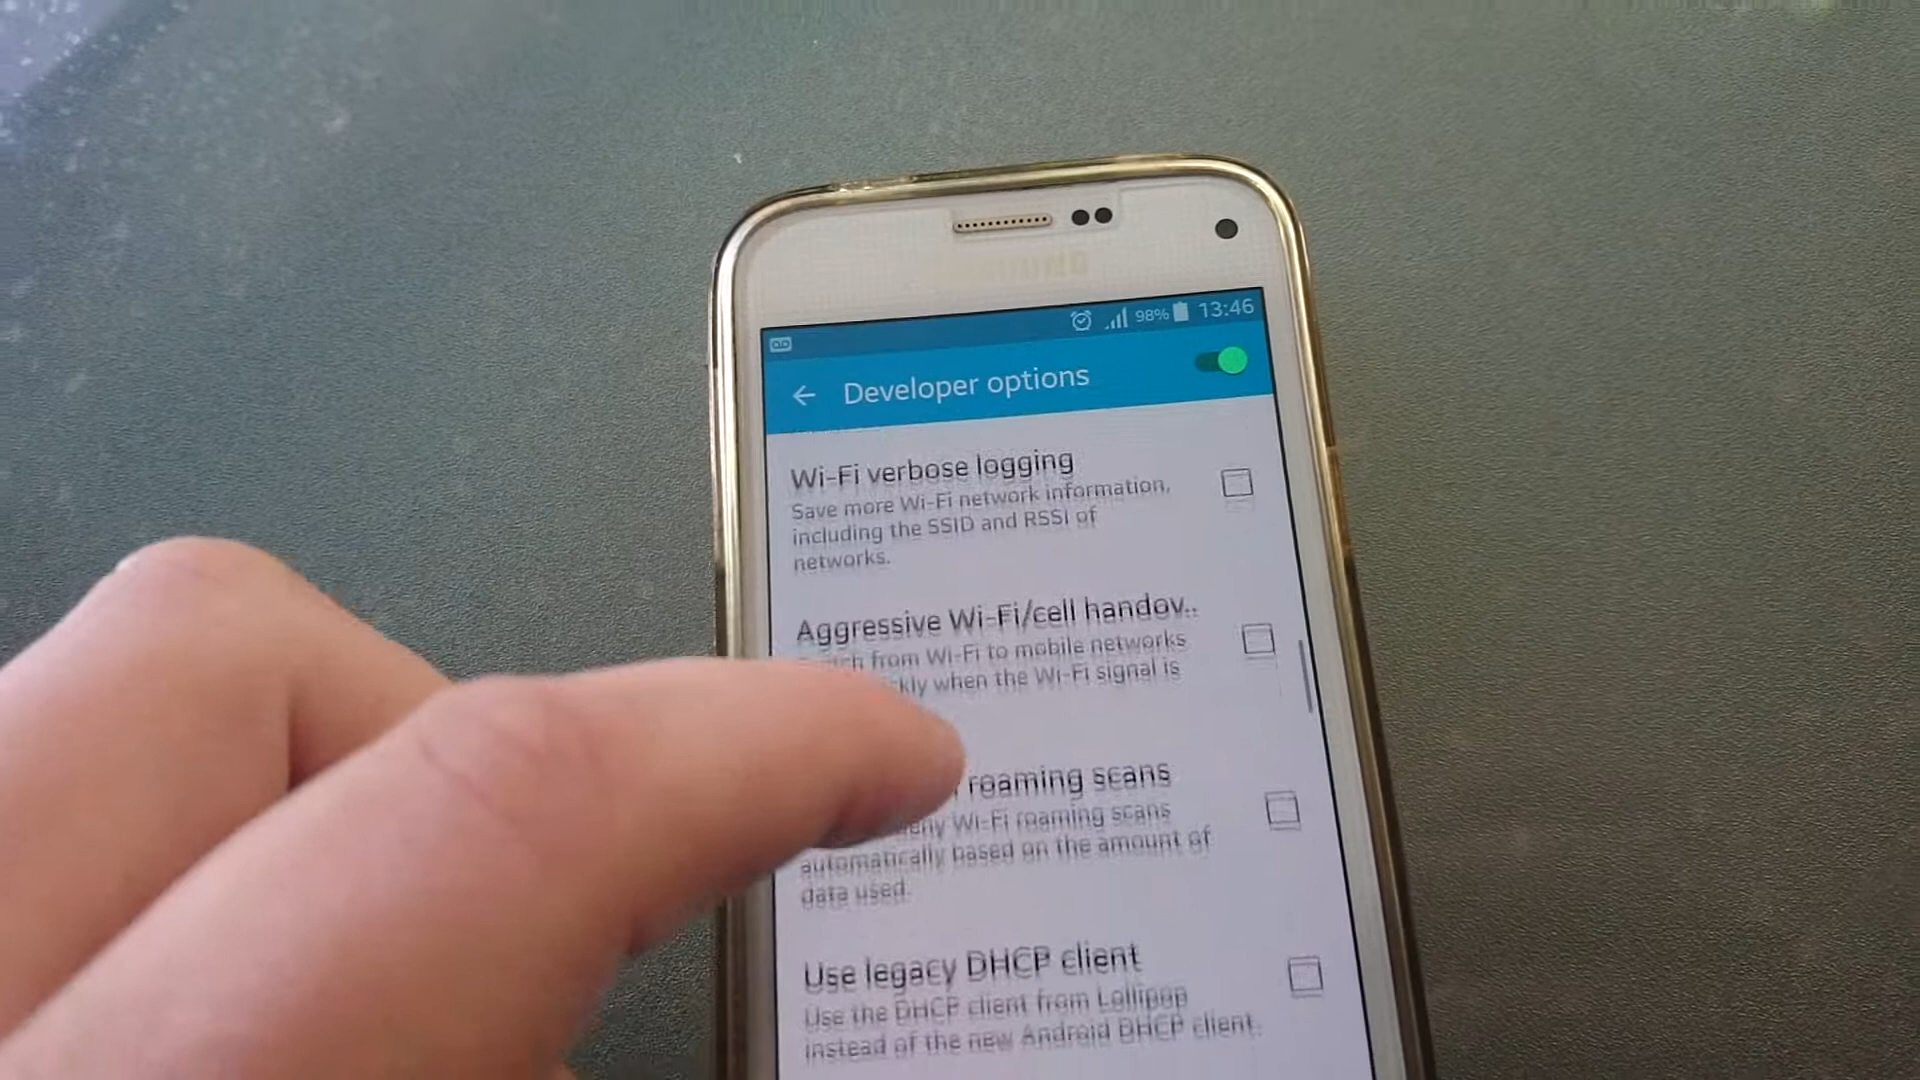 SAMSUNG
98% 13:46
Developer options
Wi-Fi verbose logging
Save more Wi-Fi network information,
including the SSID and RSSI of
networks.
Aggressive Wi-Fi/cell handov..
from Wi-Fi to mobile networks
when the Wi-Fi signal is
roaming scans
Wi-Fi roaming scans
automatically based on the amount of
data used.
Use legacy DHCP client
Use the DHCP client from Lollipop
instead of the new Android DHCP client.